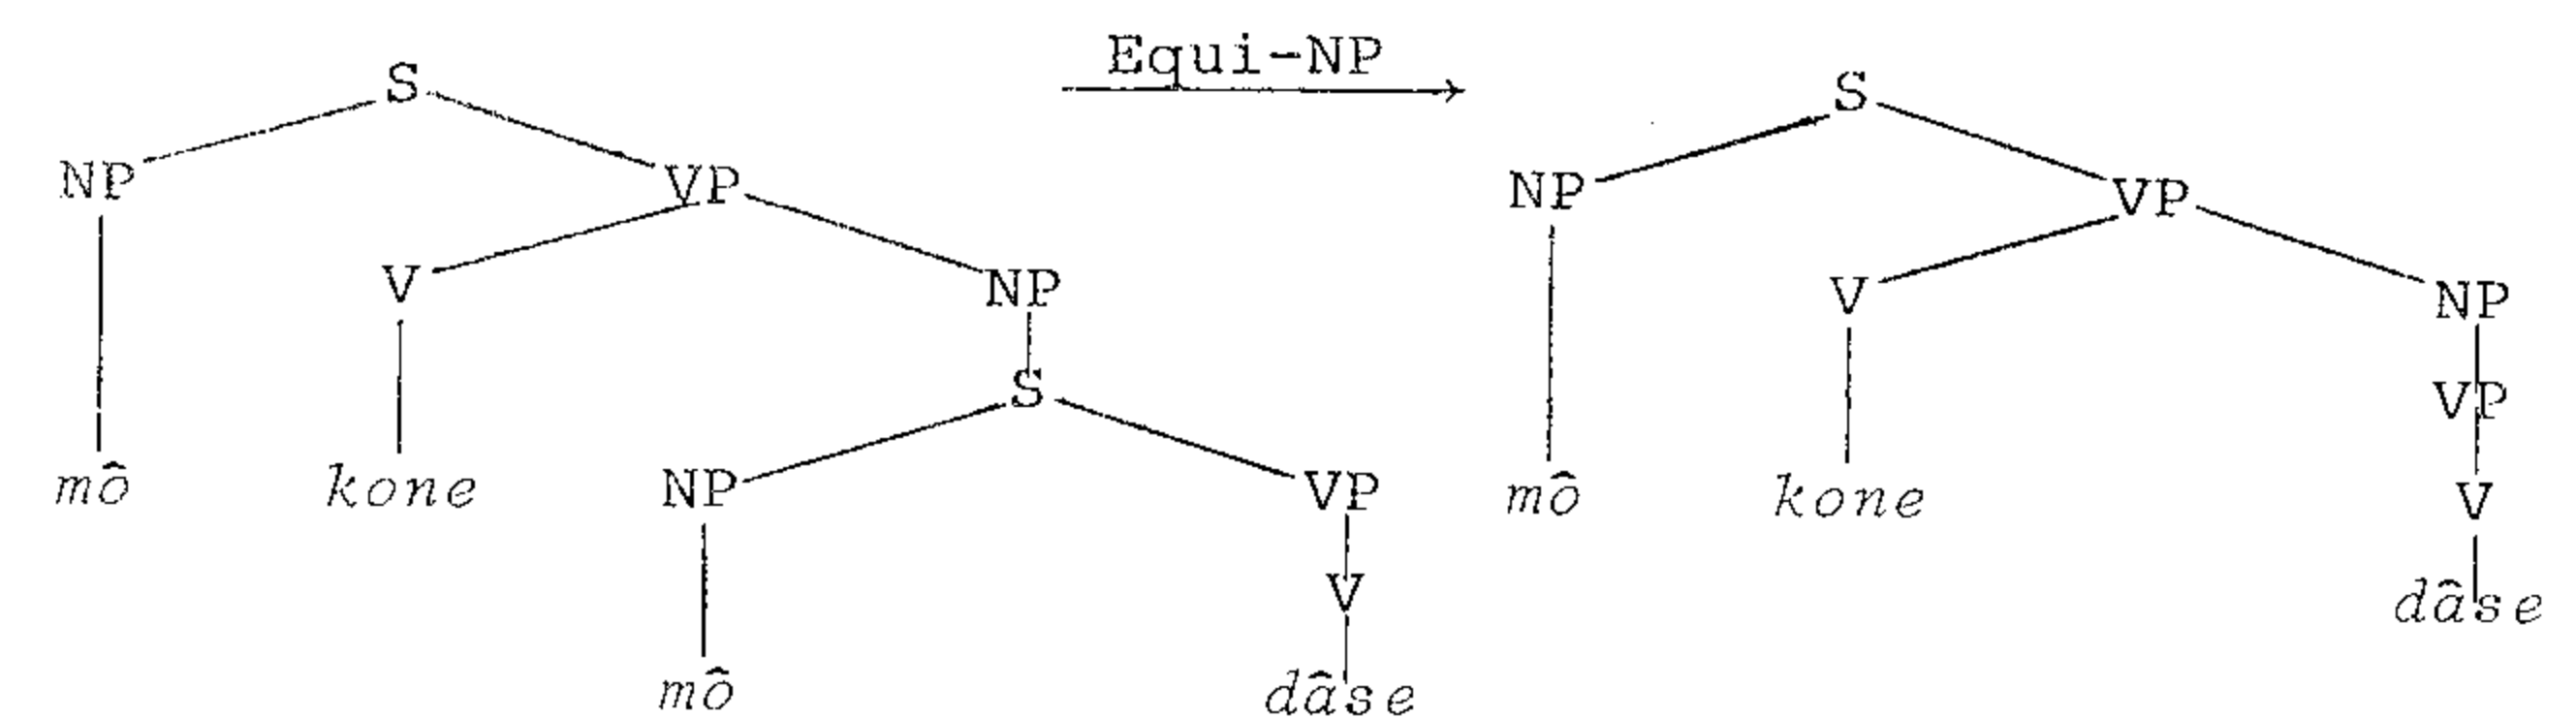 Equi-NP
S S
NP VP NP VP
V NP V NP
S VP
mô kone NP VP mô kone V
V dâse
mô dâse